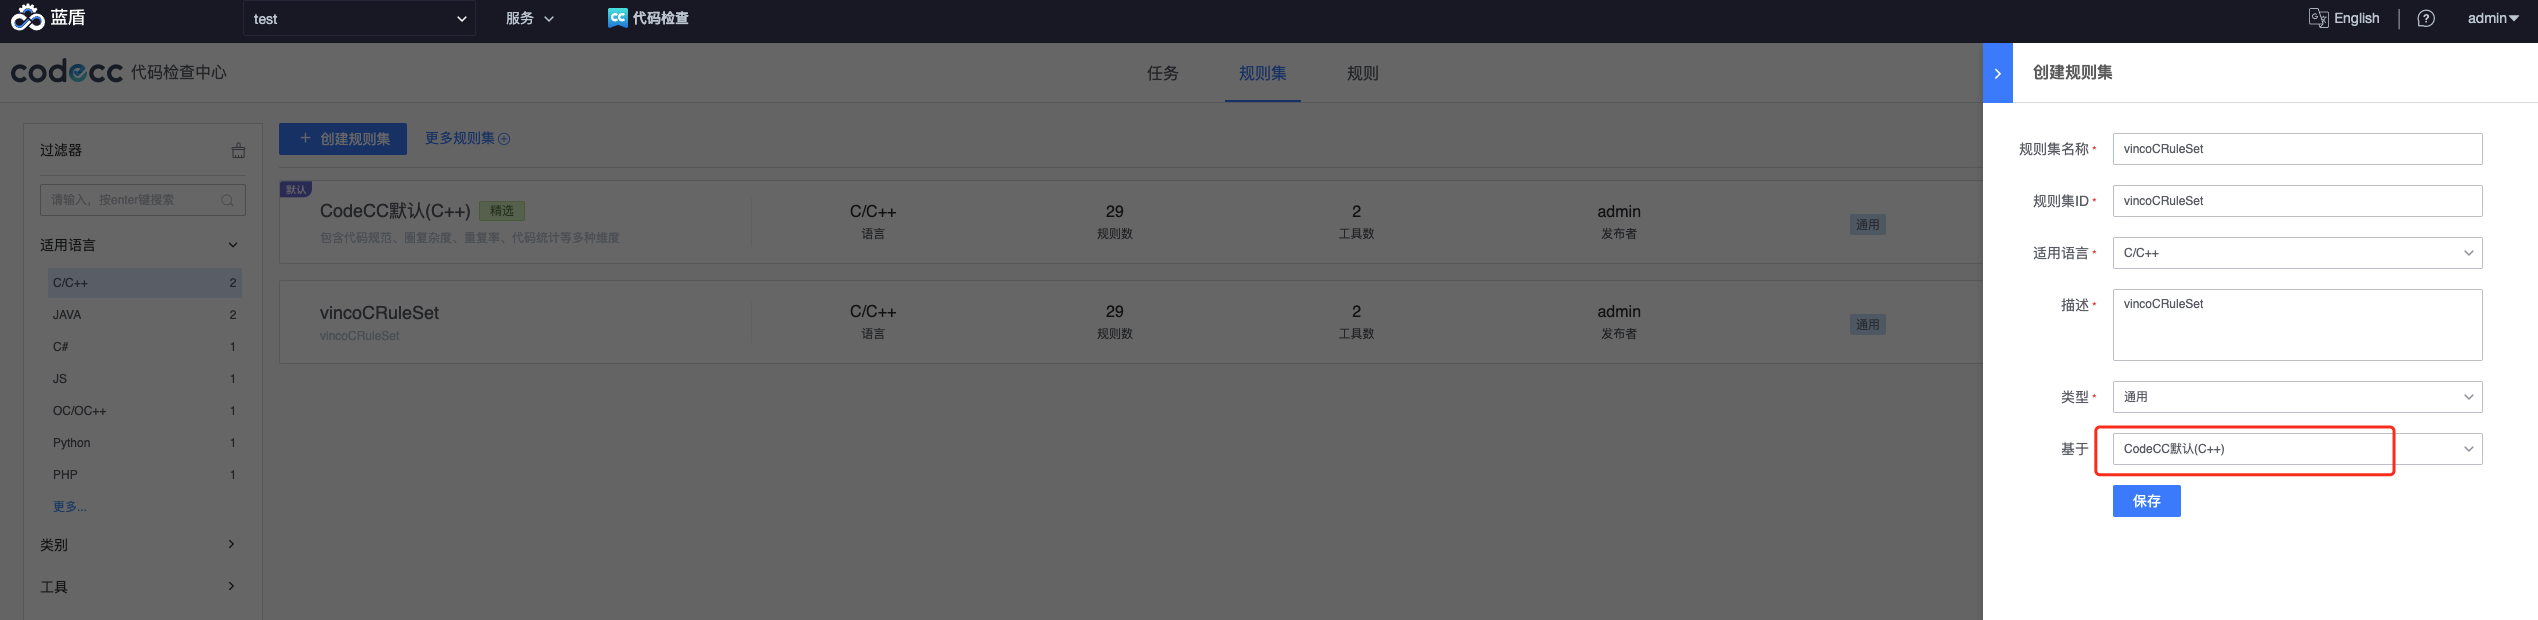 蓝盾
test
服务
CC 代码检查
English
admin
codecc 代码检查中心
任务
规则集
规则
过滤器
请输入，按enter键搜索
适用语言
C/C++ 2
JAVA 2
C# 1
JS 1
OC/OC++ 1
Python 1
PHP 1
更多...
类别
工具
+ 创建规则集
更多规则集
默认
CodeCC默认(C++) 精选
包含代码规范、圈复杂度、重复率、代码统计等多种维度
C/C++
语言
29
规则数
2
工具数
admin
发布者
通用
vincoCRuleSet
vincoCRuleSet
C/C++
语言
29
规则数
2
工具数
admin
发布者
通用
创建规则集
规则集名称* vincoCRuleSet
规则集ID* vincoCRuleSet
适用语言* C/C++
描述* vincoCRuleSet
类型* 通用
基于 CodeCC默认(C++)
保存